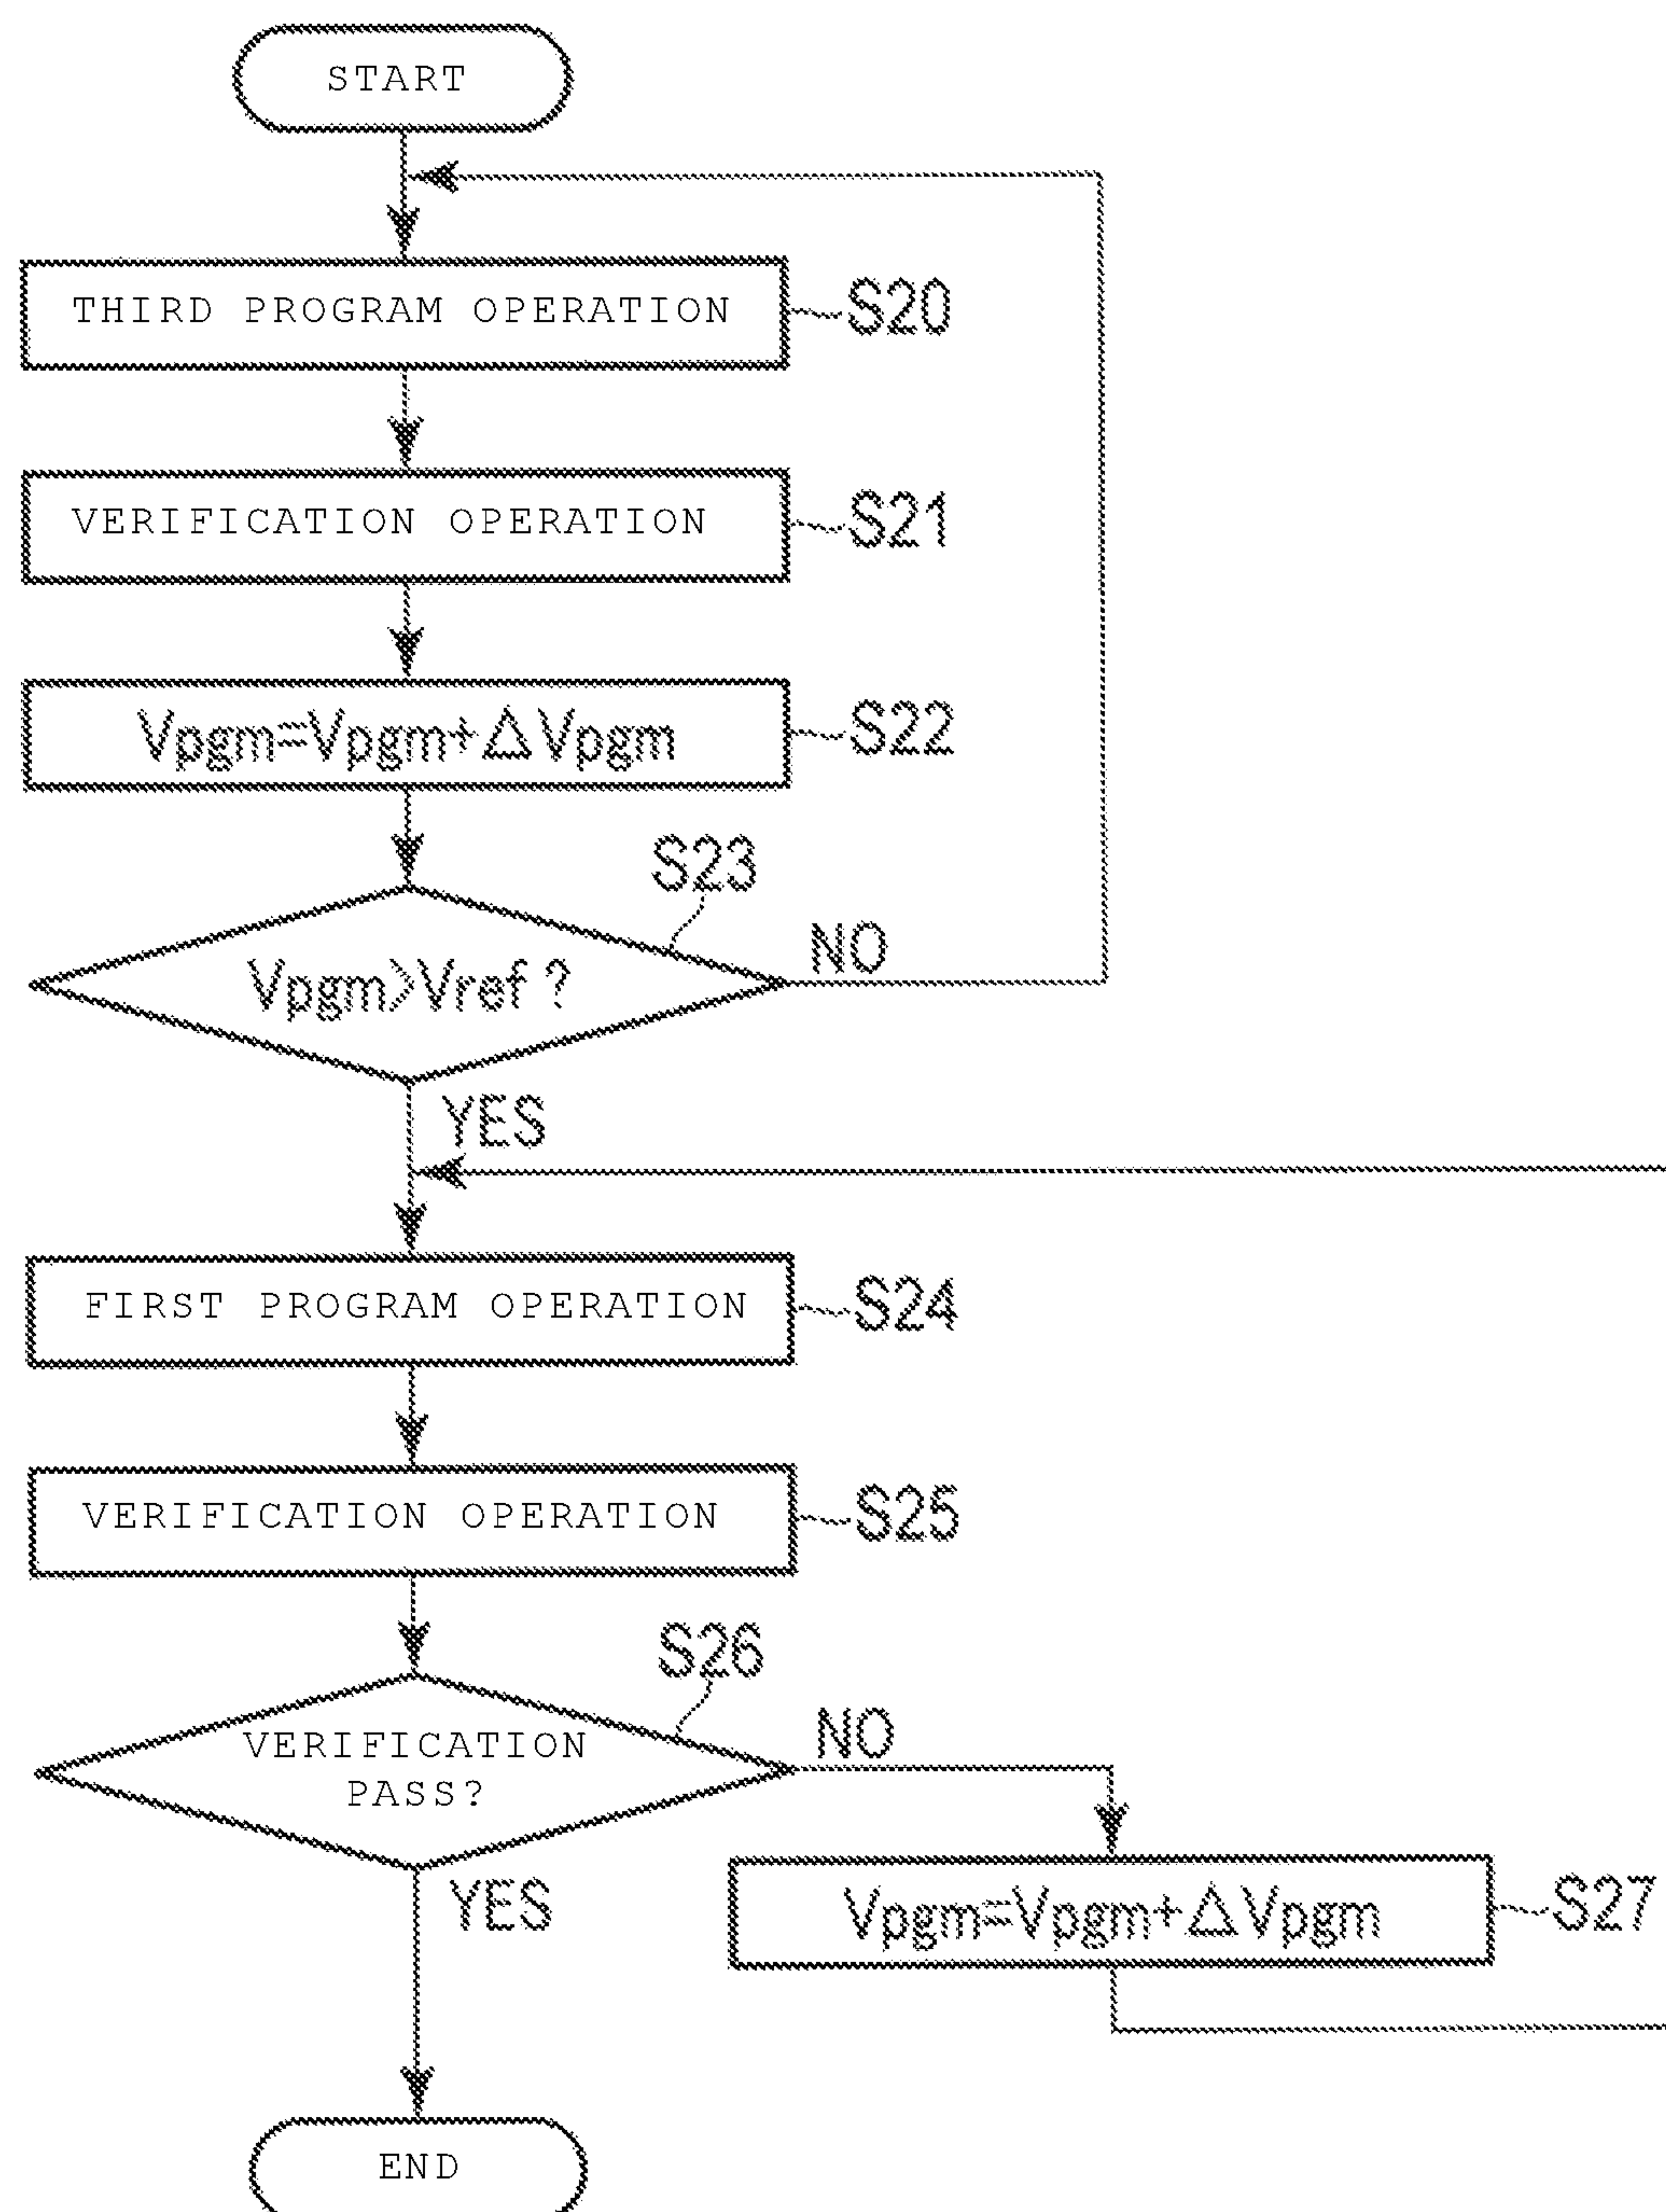 START
THIRD PROGRAM OPERATION
S20
VERIFICATION OPERATION
S21
Vpgm=Vpgm+ΔVpgm
S22
S23
Vpgm>Vref?
NO
YES
FIRST PROGRAM OPERATION
S24
VERIFICATION OPERATION
S25
S26
VERIFICATION
PASS?
NO
YES
Vpgm=Vpgm+ΔVpgm
S27
END